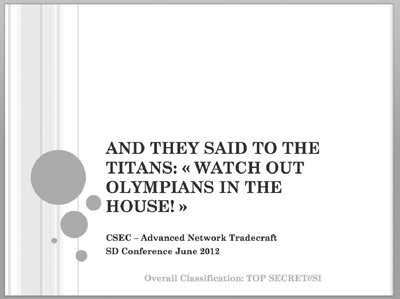 AND THEY SAID TO THE
TITANS: « WATCH OUT
OLYMPIANS IN THE
HOUSE! »
CSEC – Advanced Network Tradecraft
SD Conference June 2012
Overall Classification: TOP SECRET//SI